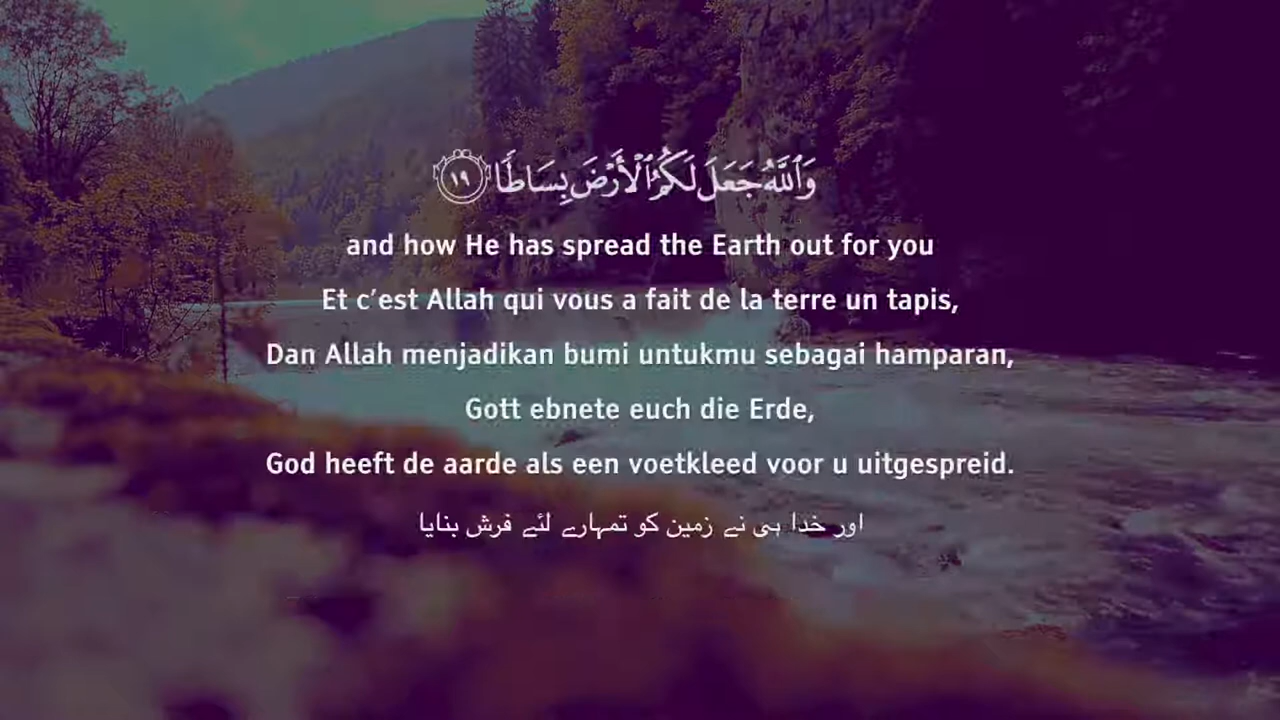 وَٱللَّهُ جَعَلَ لَكُمُ ٱلْأَرْضَ بِسَاطًا ١٩
and how He has spread the Earth out for you
Et c’est Allah qui vous a fait de la terre un tapis,
Dan Allah menjadikan bumi untukmu sebagai hamparan,
Gott ebnete euch die Erde,
God heeft de aarde als een voetkleed voor u uitgespreid.
اور خدا ہی نے زمین کو تمہارے لئے فرش بنایا